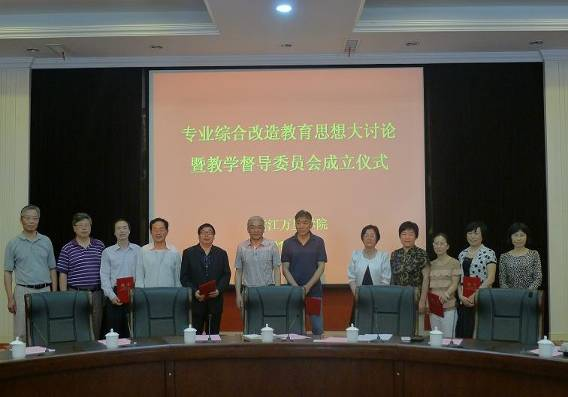 专业综合改造教育思想大讨论
暨教学督导委员会成立仪式
江万
院